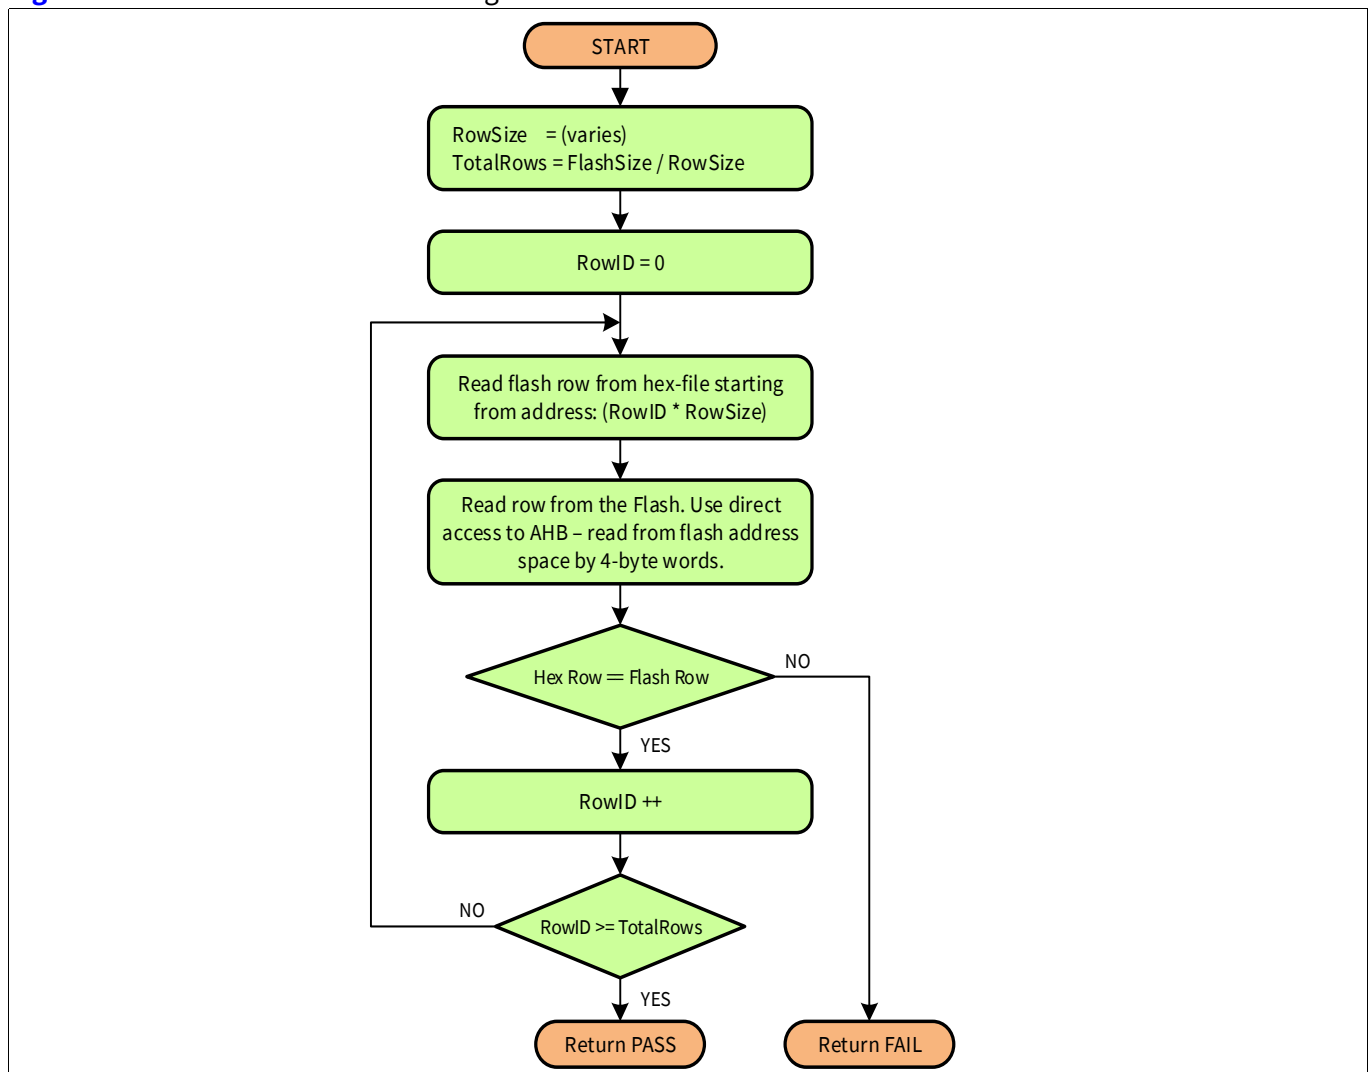 START
RowSize = (varies)
TotalRows = FlashSize / RowSize
RowID = 0
Read flash row from hex-file starting
from address: (RowID * RowSize)
Read row from the Flash. Use direct
access to AHB – read from flash address
space by 4-byte words.
Hex Row == Flash Row
NO
YES
RowID ++
NO
RowID >= TotalRows
YES
Return PASS
Return FAIL